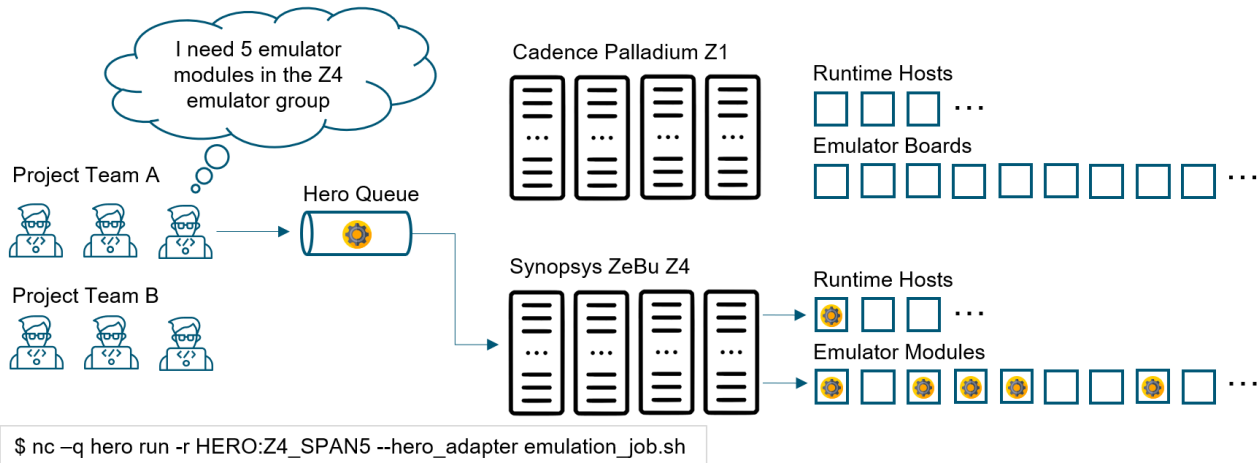 I need 5 emulator
modules in the Z4
emulator group
Project Team A
Hero Queue
Project Team B
Cadence Palladium Z1
Runtime Hosts
...
Emulator Boards
...
Synopsys ZeBu Z4
Runtime Hosts
...
Emulator Modules
...
$ nc –q hero run -r HERO:Z4_SPAN5 --hero_adapter emulation_job.sh